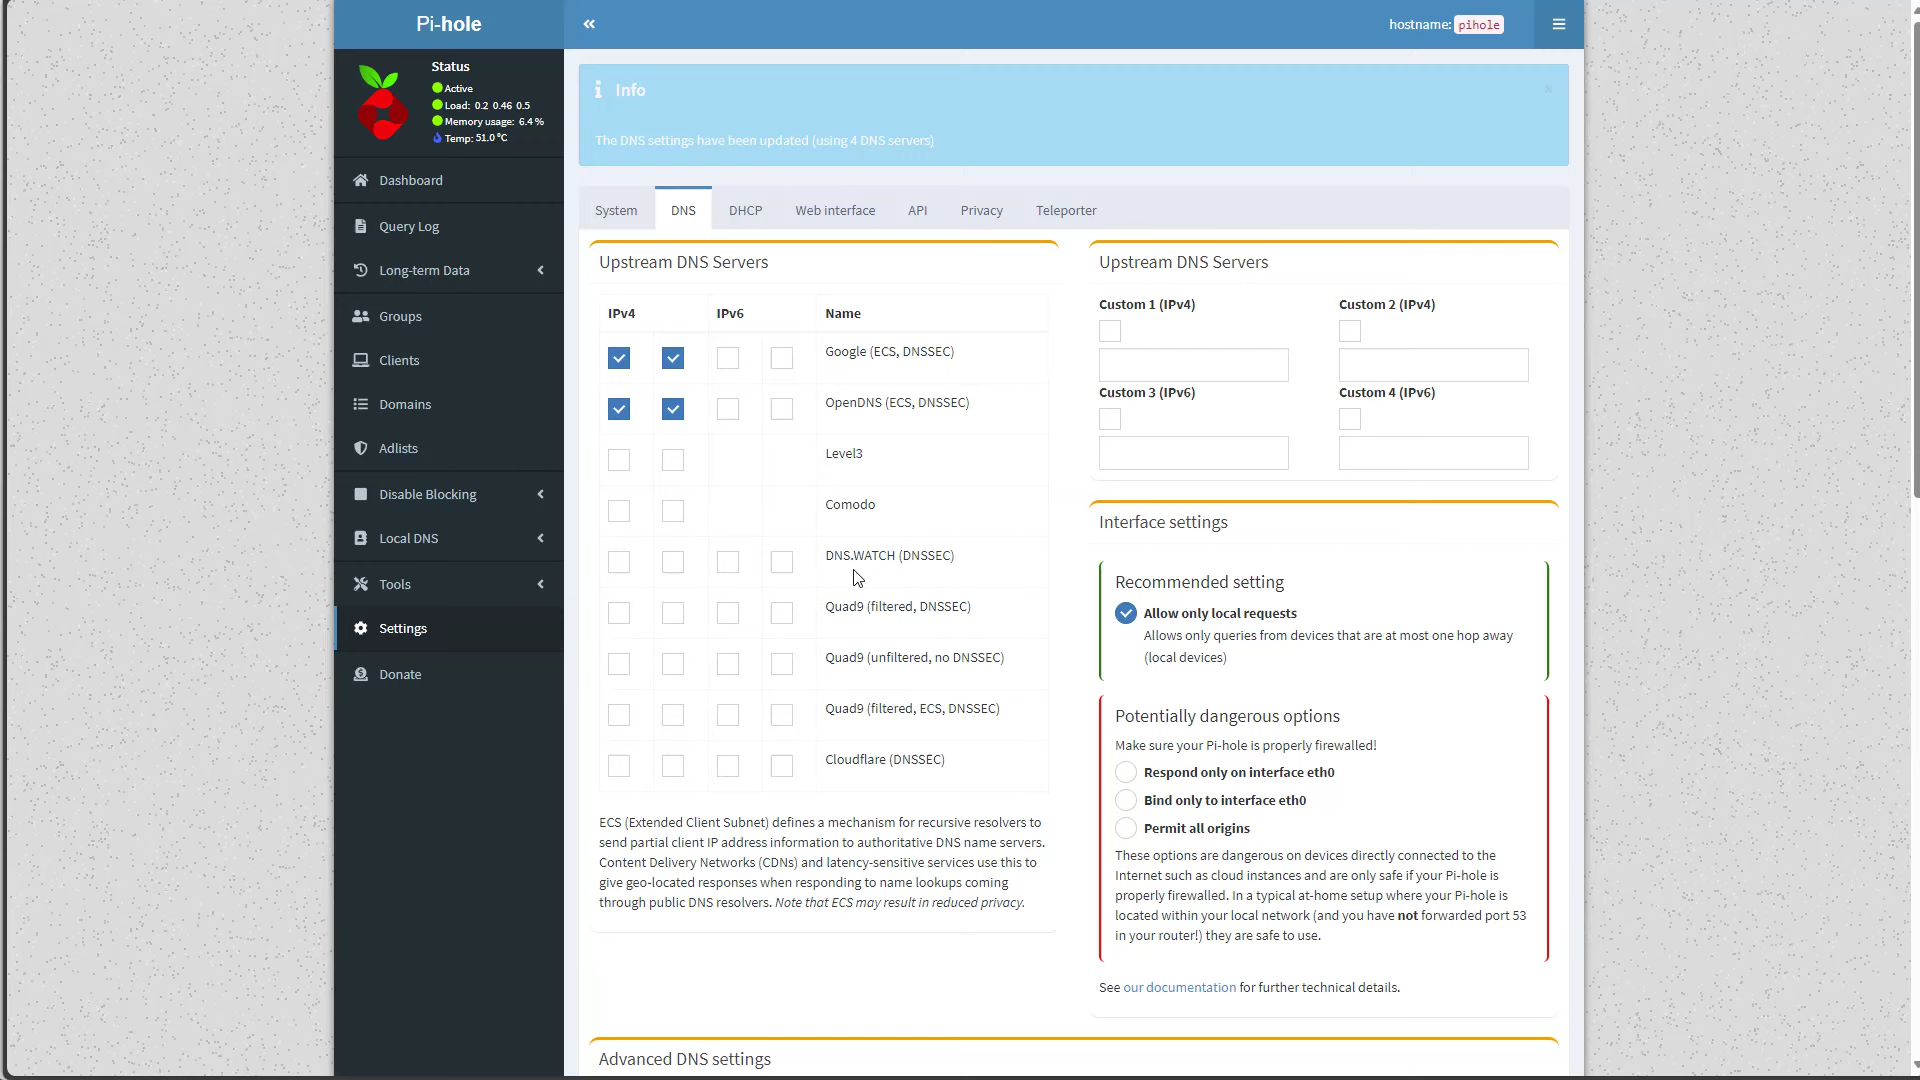 Pi-hole
hostname: pihole
Status
Active
Load: 0.2 0.46 0.5
Memory usage: 6.4 %
Temp: 51.0 °C
Dashboard
Query Log
Long-term Data
Groups
Clients
Domains
Adlists
Disable Blocking
Local DNS
Tools
Settings
Donate
Info
The DNS settings have been updated (using 4 DNS servers)
System DNS DHCP Web interface API Privacy Teleporter
Upstream DNS Servers
IPv4 IPv6 Name
Google (ECS, DNSSEC)
OpenDNS (ECS, DNSSEC)
Level3
Comodo
DNS.WATCH (DNSSEC)
Quad9 (filtered, DNSSEC)
Quad9 (unfiltered, no DNSSEC)
Quad9 (filtered, ECS, DNSSEC)
Cloudflare (DNSSEC)
ECS (Extended Client Subnet) defines a mechanism for recursive resolvers to
send partial client IP address information to authoritative DNS name servers.
Content Delivery Networks (CDNs) and latency-sensitive services use this to
give geo-located responses when responding to name lookups coming
through public DNS resolvers. Note that ECS may result in reduced privacy.
Upstream DNS Servers
Custom 1 (IPv4) Custom 2 (IPv4)
Custom 3 (IPv6) Custom 4 (IPv6)
Interface settings
Recommended setting
Allow only local requests
Allows only queries from devices that are at most one hop away
(local devices)
Potentially dangerous options
Make sure your Pi-hole is properly firewalled!
Respond only on interface eth0
Bind only to interface eth0
Permit all origins
These options are dangerous on devices directly connected to the
Internet such as cloud instances and are only safe if your Pi-hole is
properly firewalled. In a typical at-home setup where your Pi-hole is
located within your local network (and you have not forwarded port 53
in your router!) they are safe to use.
See our documentation for further technical details.
Advanced DNS settings